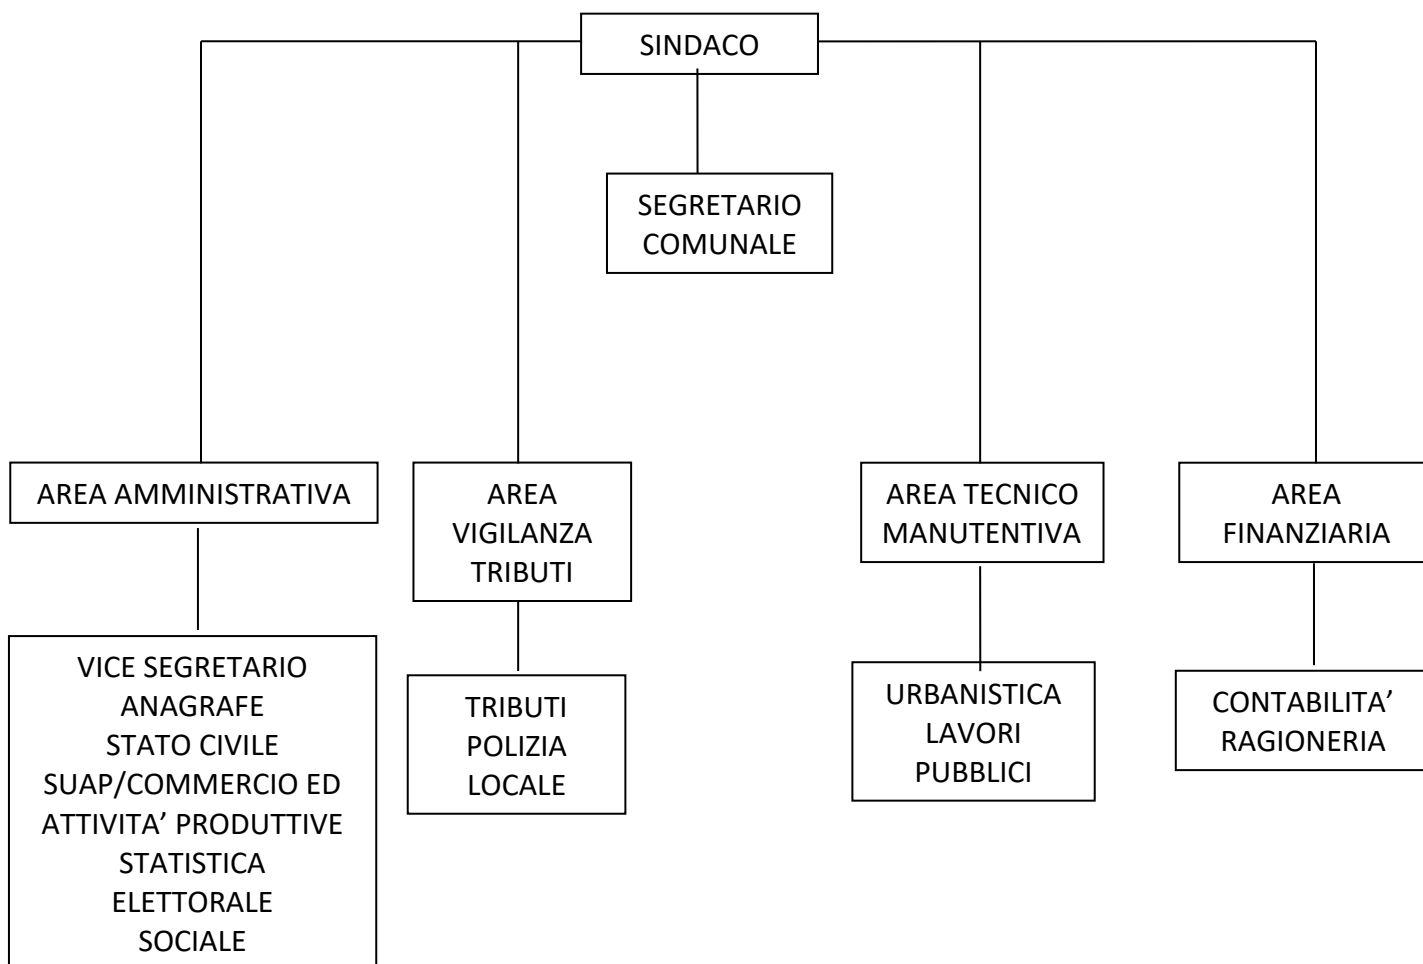 SINDACO
SEGRETARIO
COMUNALE
AREA AMMINISTRATIVA
AREA
VIGILANZA
TRIBUTI
AREA TECNICO
MANUTENTIVA
AREA
FINANZIARIA
VICE SEGRETARIO
ANAGRAFE
STATO CIVILE
SUAP/COMMERCIO ED
ATTIVITA’ PRODUTTIVE
STATISTICA
ELETTORALE
SOCIALE
TRIBUTI
POLIZIA
LOCALE
URBANISTICA
LAVORI
PUBBLICI
CONTABILITA’
RAGIONERIA